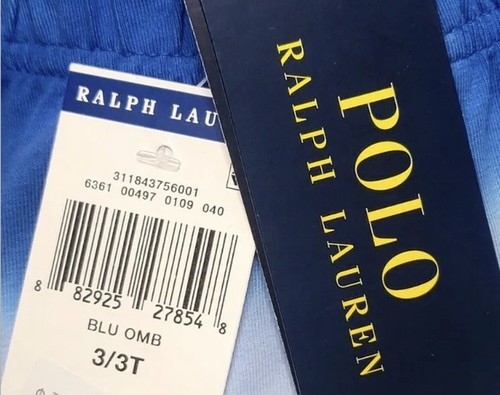 RALPH LAU
311843756001
6361 00497 0109 040
8 82925 27854 8
BLU OMB
3/3T
POLO
RALPH LAUREN